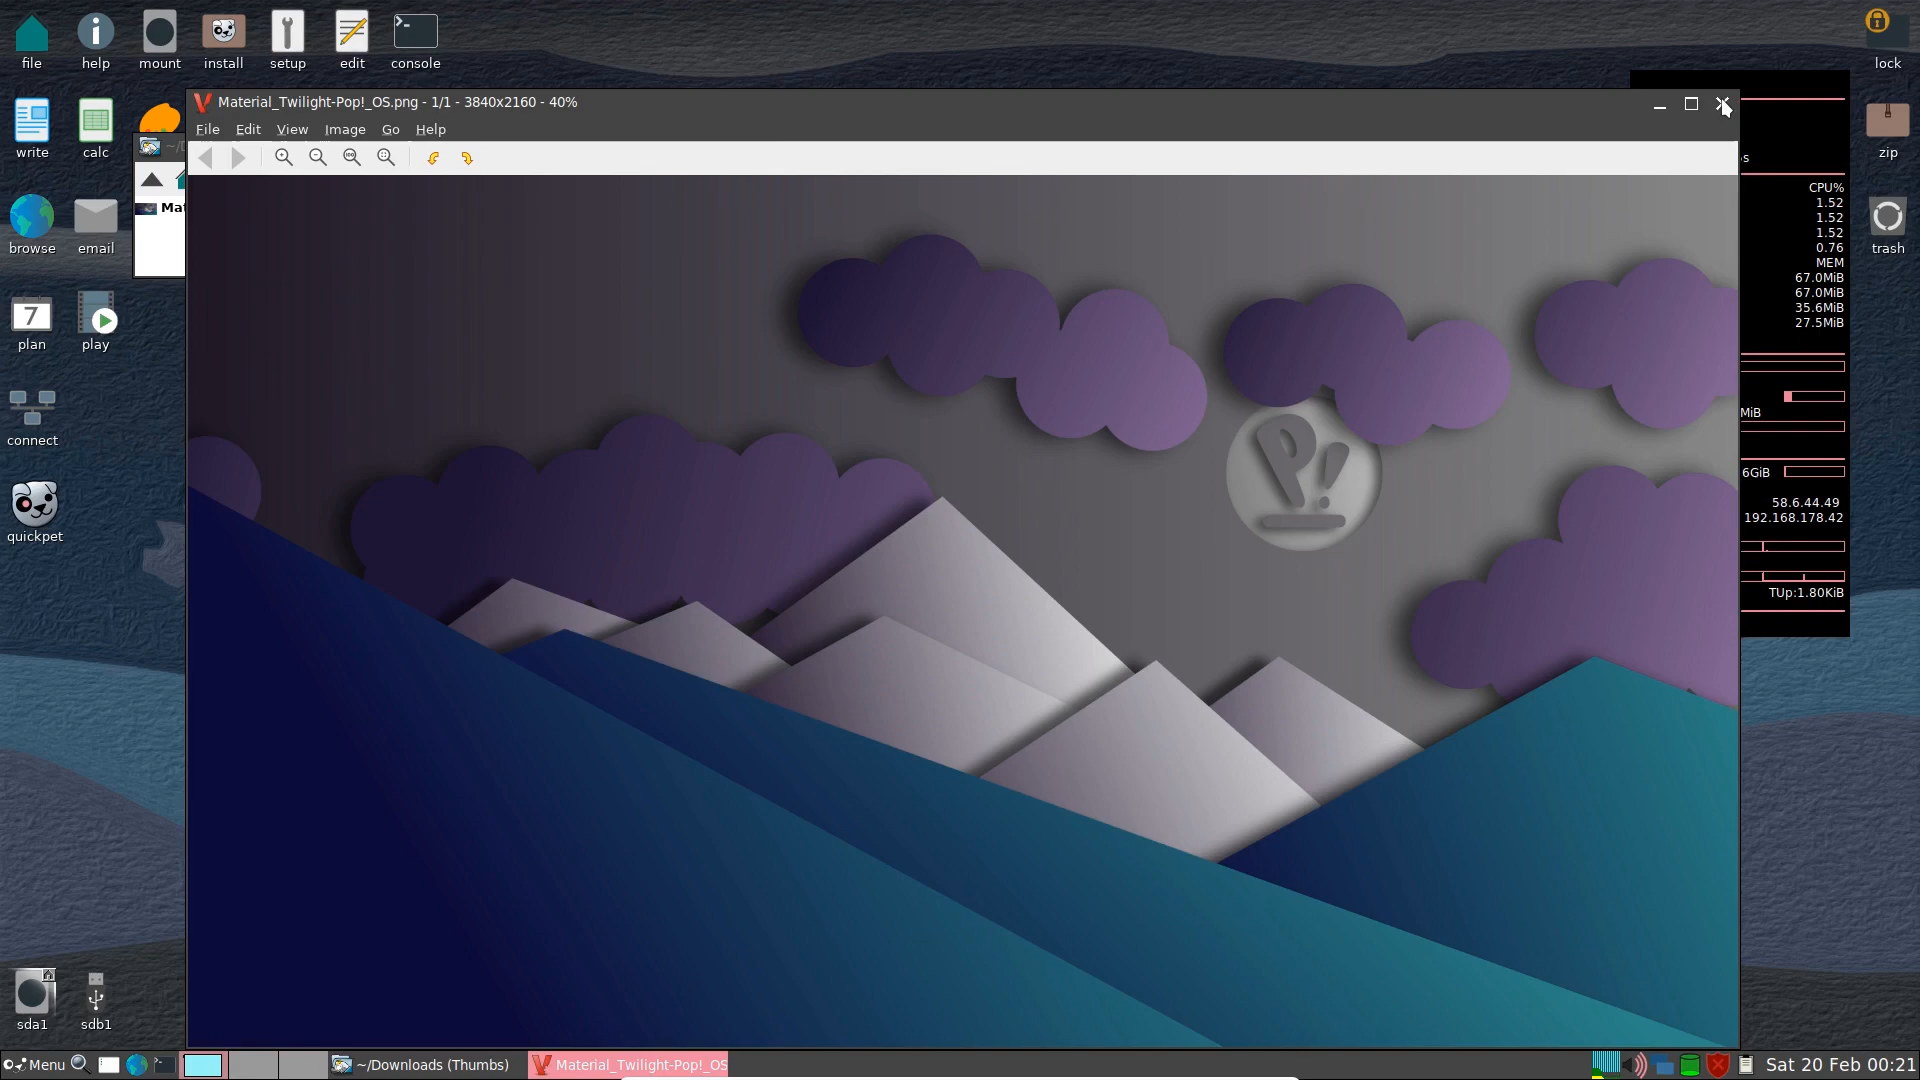 file
help
mount
install
setup
edit
console
lock
Material_Twilight-Pop!_OS.png - 1/1 - 3840x2160 - 40%
File Edit View Image Go Help
write
calc
zip
~/D
Mat
CPU%
1.52
1.52
1.52
0.76
MEM
67.0MiB
67.0MiB
35.6MiB
27.5MiB
browse
email
trash
7
plan
play
MiB
P!
connect
6GiB
58.6.44.49
192.168.178.42
quickpet
TUp:1.80KiB
sda1
sdb1
Menu
~/Downloads (Thumbs)
Material_Twilight-Pop!_OS
Sat 20 Feb 00:21